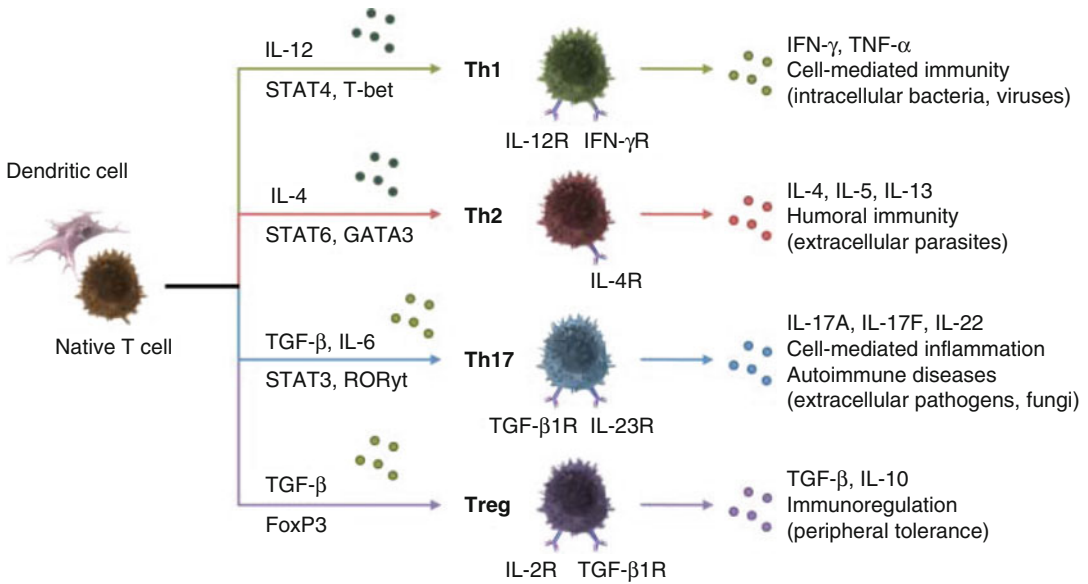 Dendritic cell
Native T cell
IL-12
STAT4, T-bet
Th1
IL-12R IFN-γR
IFN-γ, TNF-α
Cell-mediated immunity
(intracellular bacteria, viruses)
IL-4
STAT6, GATA3
Th2
IL-4R
IL-4, IL-5, IL-13
Humoral immunity
(extracellular parasites)
TGF-β, IL-6
STAT3, RORyt
Th17
TGF-β1R IL-23R
IL-17A, IL-17F, IL-22
Cell-mediated inflammation
Autoimmune diseases
(extracellular pathogens, fungi)
TGF-β
FoxP3
Treg
IL-2R TGF-β1R
TGF-β, IL-10
Immunoregulation
(peripheral tolerance)